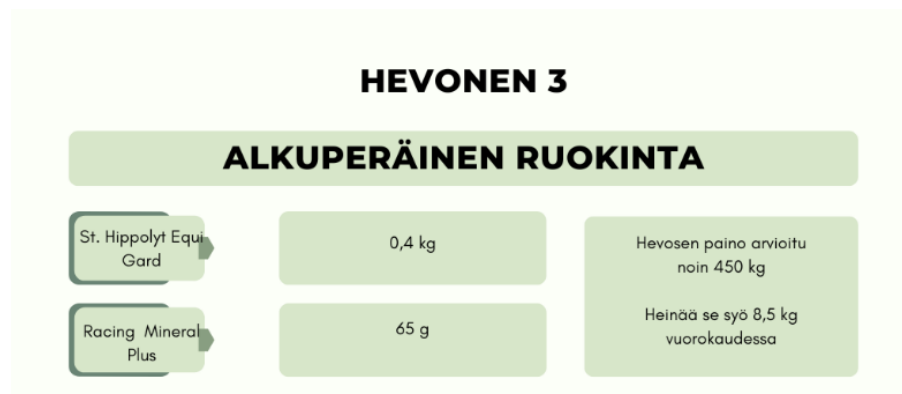 HEVONEN 3
ALKUPERÄINEN RUOKINTA
St. Hippolyt Equi
Gard
0,4 kg
Racing Mineral
Plus
65 g
Hevosen paino arvioitu
noin 450 kg
Heinää se syö 8,5 kg
vuorokaudessa